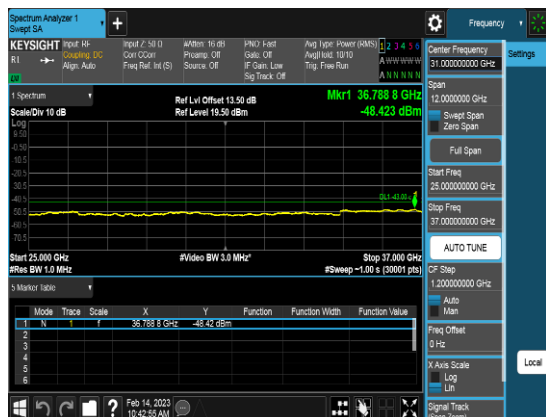 Spectrum Analyzer 1
Swept SA
+
Frequency
KEYSIGHT
Input: RF
Coupling: DC
Align: Auto
Input Z: 50 Ω
Corr CCorr
Freq Ref: Int (S)
#Atten: 16 dB
Preamp: Off
Source: Off
PNO: Fast
Gate: Off
IF Gain: Low
Sig Track: Off
Avg Type: Power (RMS)
Avg|Hold: 10/10
Trig: Free Run
1 2 3 4 5 6
A W W W W W
A N N N N N
1 Spectrum
Scale/Div 10 dB
Ref Lvl Offset 13.50 dB
Ref Level 19.50 dBm
Mkr1 36.788 8 GHz
-48.423 dBm
Log
9.50
-0.50
-10.5
-20.5
-30.5
-40.5
-50.5
-60.5
-70.5
DL1 -43.00
Start 25.000 GHz
#Res BW 1.0 MHz
#Video BW 3.0 MHz*
Stop 37.000 GHz
#Sweep ~1.00 s (30001 pts)
5 Marker Table
Mode Trace Scale X Y Function Function Width Function Value
1 N 1 f 36.788 8 GHz -48.42 dBm
2
3
4
5
6
Center Frequency
31.000000000 GHz
Span
12.0000000 GHz
Swept Span
Zero Span
Full Span
Start Freq
25.000000000 GHz
Stop Freq
37.000000000 GHz
AUTO TUNE
CF Step
1.200000000 GHz
Auto
Man
Freq Offset
0 Hz
X Axis Scale
Log
Lin
Signal Track
Settings
Local
?
Feb 14, 2023
10:42:55 AM